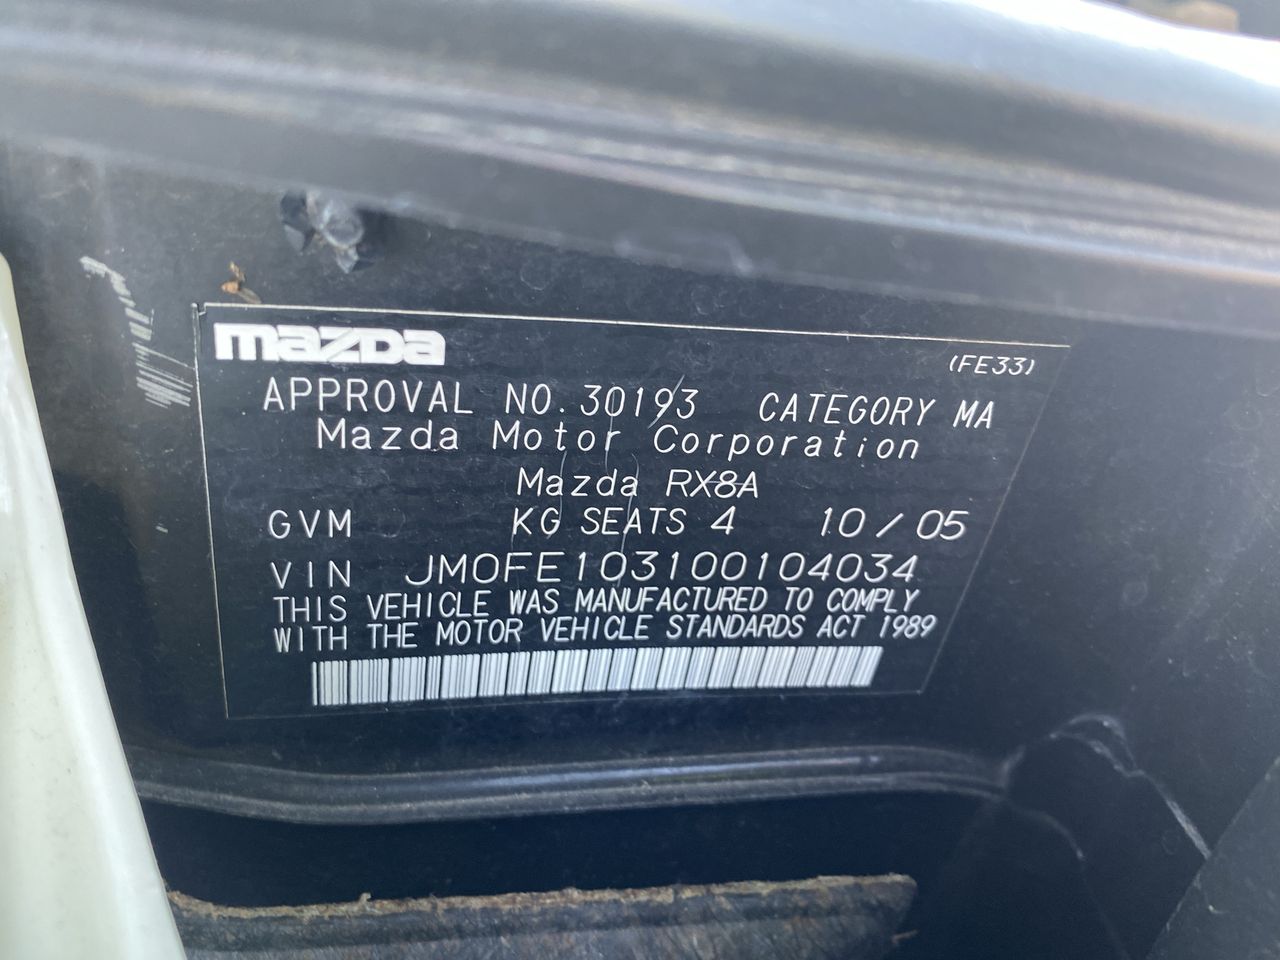 mazda
(FE33)
APPROVAL NO. 30193 CATEGORY MA
Mazda Motor Corporation
Mazda RX8A
GVM KG SEATS 4 10/05
VIN JM0FE103100104034
THIS VEHICLE WAS MANUFACTURED TO COMPLY
WITH THE MOTOR VEHICLE STANDARDS ACT 1989